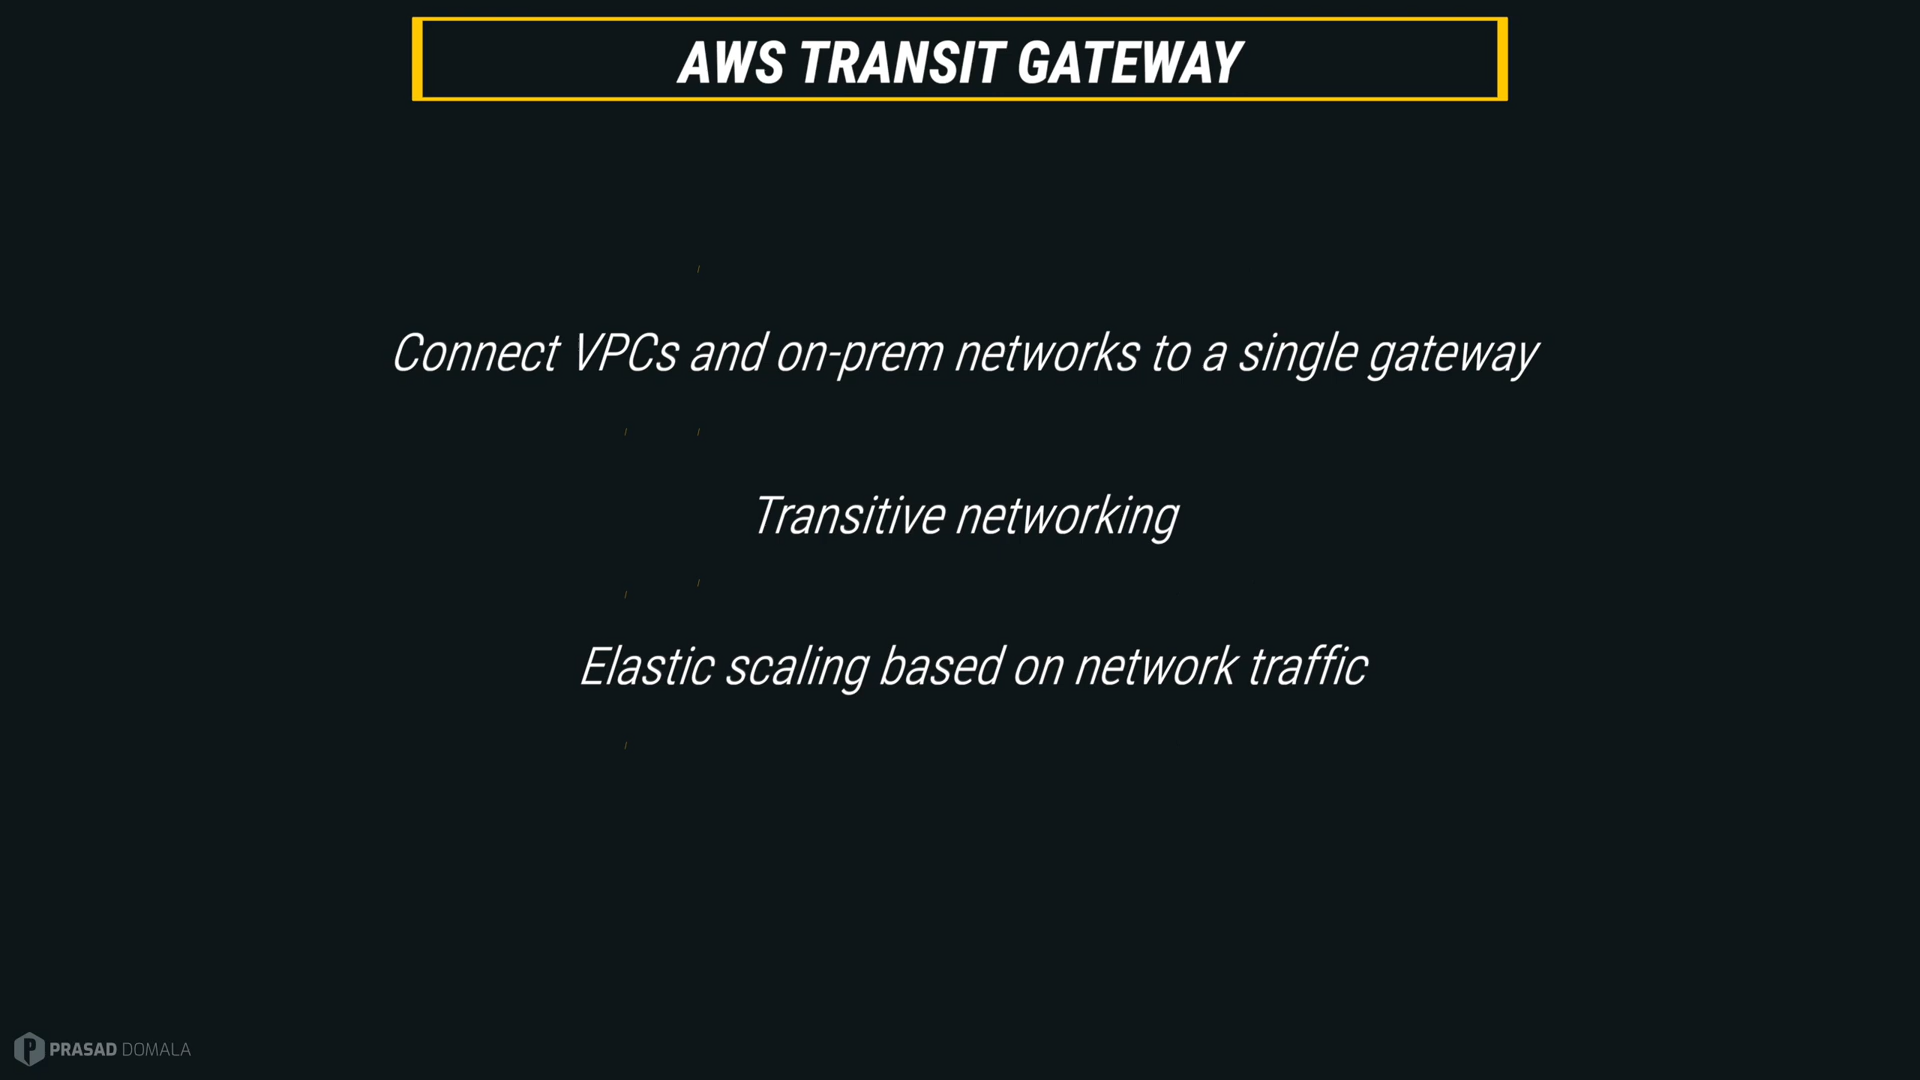 AWS TRANSIT GATEWAY
Connect VPCs and on-prem networks to a single gateway
Transitive networking
Elastic scaling based on network traffic
PRASAD DOMALA